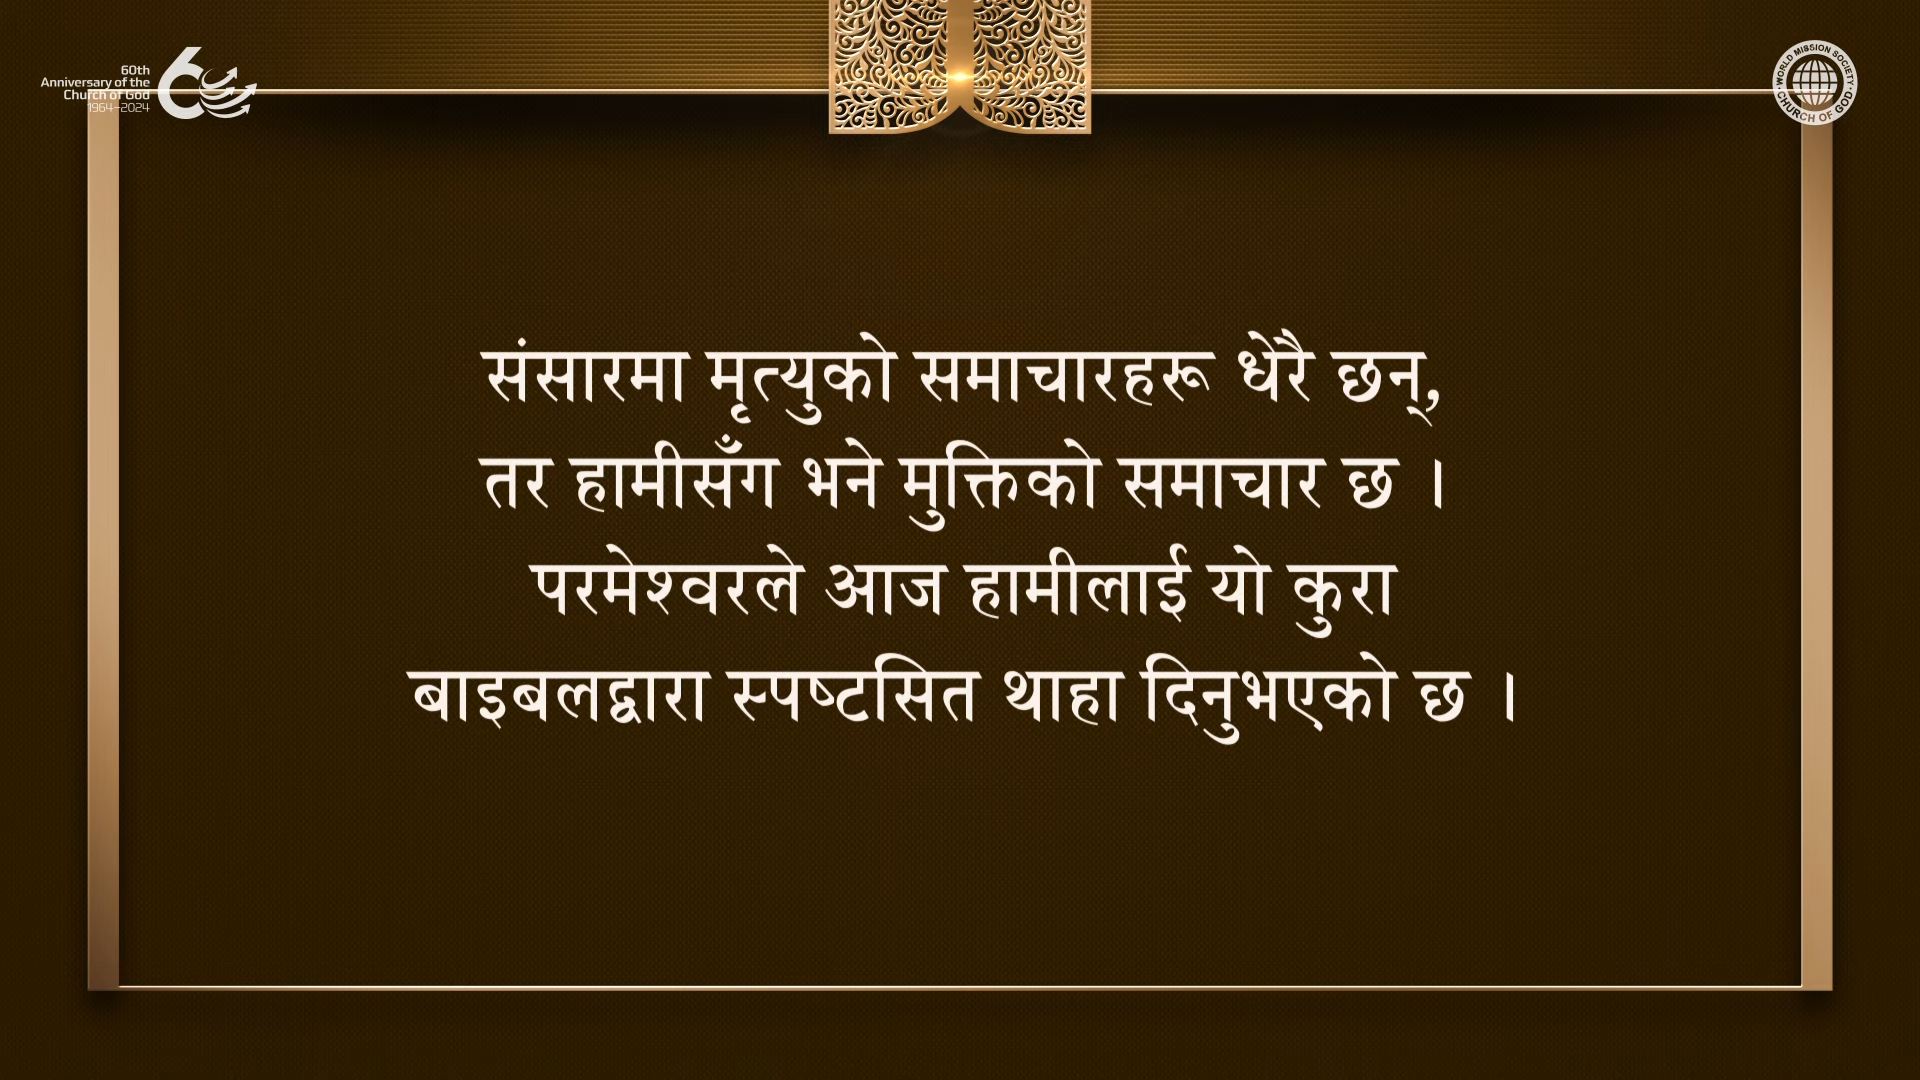 60th
Anniversary of the
Church of God
1964–2024
WORLD MISSION SOCIETY
CHURCH OF GOD
संसारमा मृत्युको समाचारहरू धेरै छन्,
तर हामीसँग भने मुक्तिको समाचार छ ।
परमेश्वरले आज हामीलाई यो कुरा
बाइबलद्वारा स्पष्टसित थाहा दिनुभएको छ ।